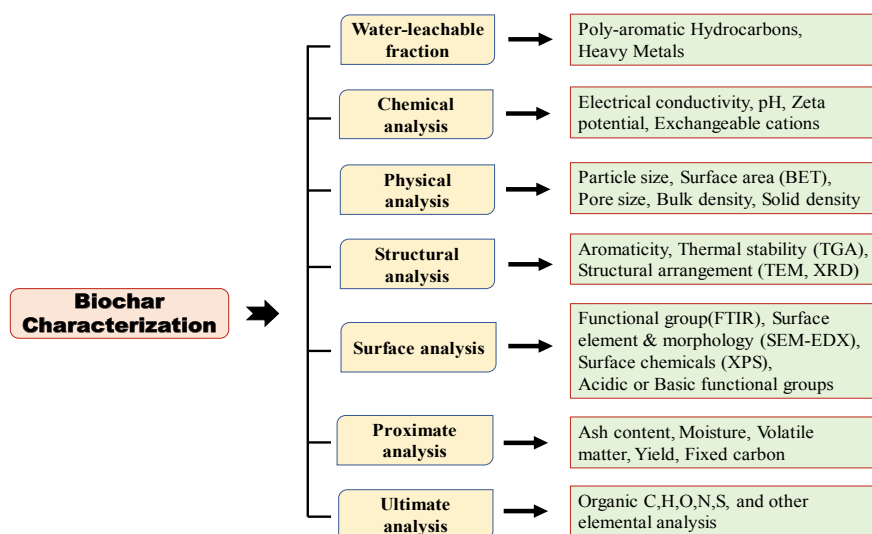 Biochar
Characterization
Water-leachable
fraction
Poly-aromatic Hydrocarbons,
Heavy Metals
Chemical
analysis
Electrical conductivity, pH, Zeta
potential, Exchangeable cations
Physical
analysis
Particle size, Surface area (BET),
Pore size, Bulk density, Solid density
Structural
analysis
Aromaticity, Thermal stability (TGA),
Structural arrangement (TEM, XRD)
Surface analysis
Functional group(FTIR), Surface
element & morphology (SEM-EDX),
Surface chemicals (XPS),
Acidic or Basic functional groups
Proximate
analysis
Ash content, Moisture, Volatile
matter, Yield, Fixed carbon
Ultimate
analysis
Organic C,H,O,N,S, and other
elemental analysis